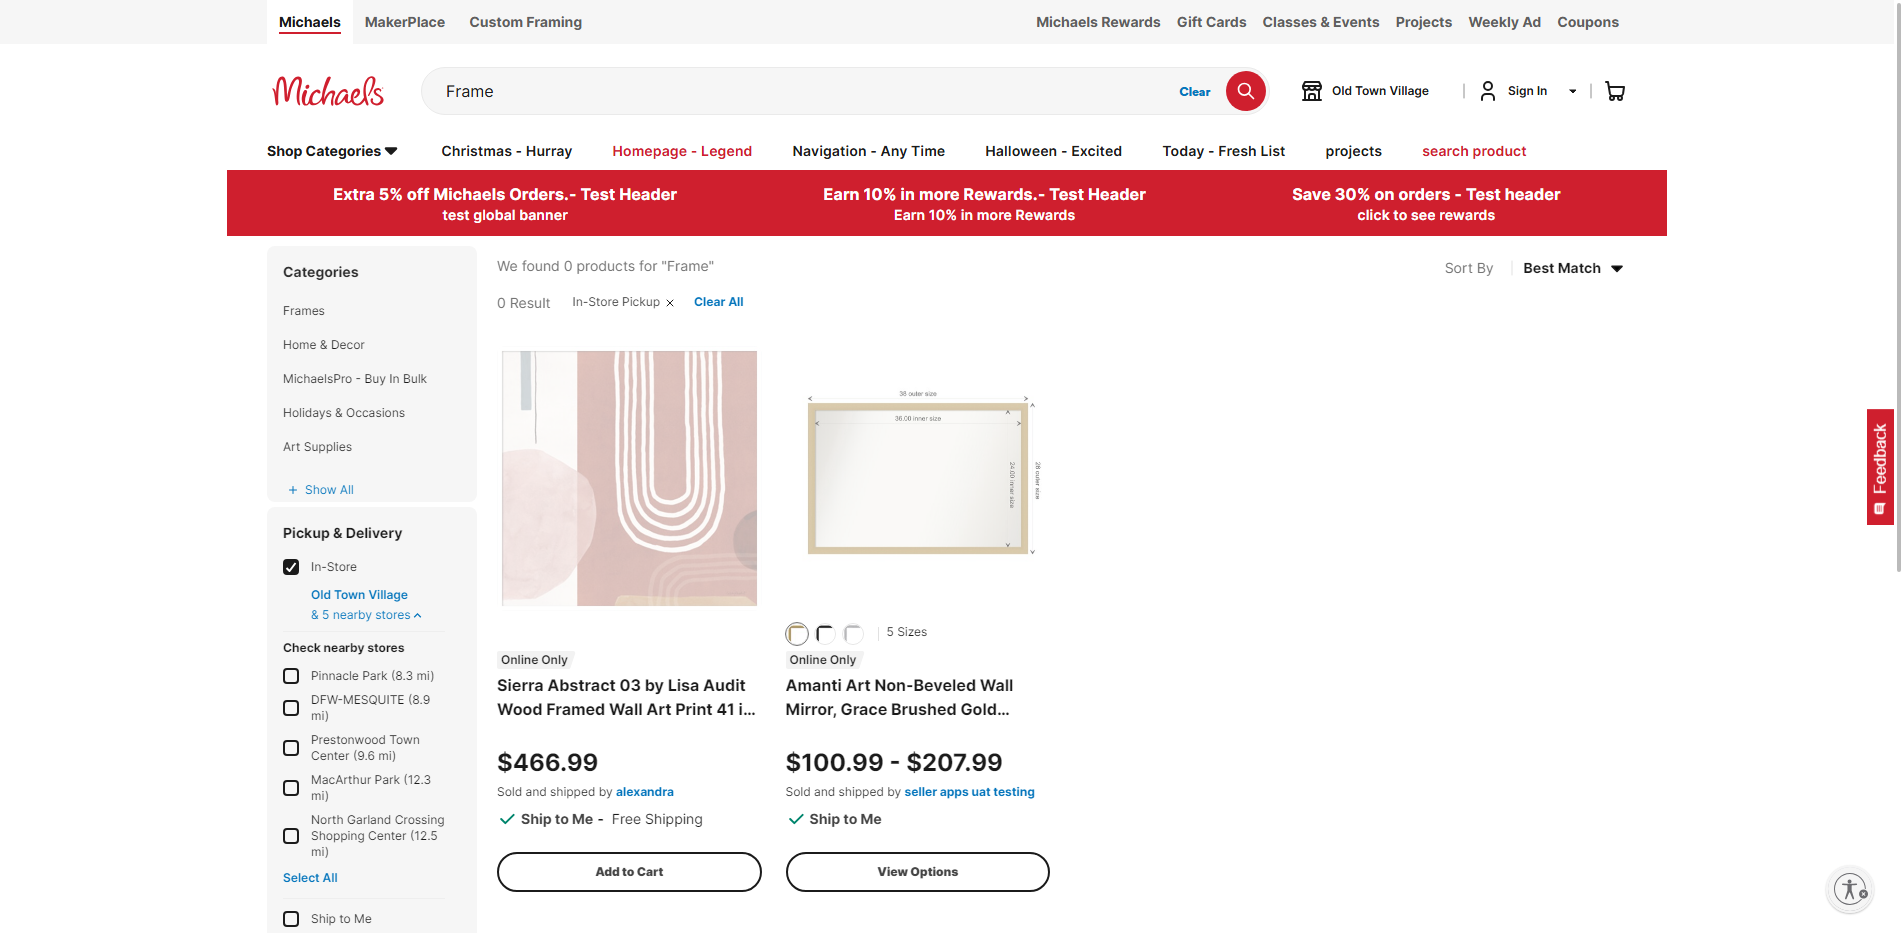 Michaels MakerPlace Custom Framing Michaels Rewards Gift Cards Classes & Events Projects Weekly Ad Coupons
Michaels Frame Clear Old Town Village Sign In
Shop Categories Christmas - Hurray Homepage - Legend Navigation - Any Time Halloween - Excited Today - Fresh List projects search product
Extra 5% off Michaels Orders.- Test Header
test global banner
Earn 10% in more Rewards.- Test Header
Earn 10% in more Rewards
Save 30% on orders - Test header
click to see rewards
Categories
Frames
Home & Decor
MichaelsPro - Buy In Bulk
Holidays & Occasions
Art Supplies
+ Show All
Pickup & Delivery
In-Store
Old Town Village
& 5 nearby stores
Check nearby stores
Pinnacle Park (8.3 mi)
DFW-MESQUITE (8.9
mi)
Prestonwood Town
Center (9.6 mi)
MacArthur Park (12.3
mi)
North Garland Crossing
Shopping Center (12.5
mi)
Select All
Ship to Me
We found 0 products for "Frame"
Sort By Best Match
0 Result In-Store Pickup × Clear All
Online Only
Sierra Abstract 03 by Lisa Audit
Wood Framed Wall Art Print 41 i...
$466.99
Sold and shipped by alexandra
Ship to Me - Free Shipping
Add to Cart
38 outer size
36.00 inner size
24.00 inner size
26 outer size
5 Sizes
Online Only
Amanti Art Non-Beveled Wall
Mirror, Grace Brushed Gold...
$100.99 - $207.99
Sold and shipped by seller apps uat testing
Ship to Me
View Options
Feedback